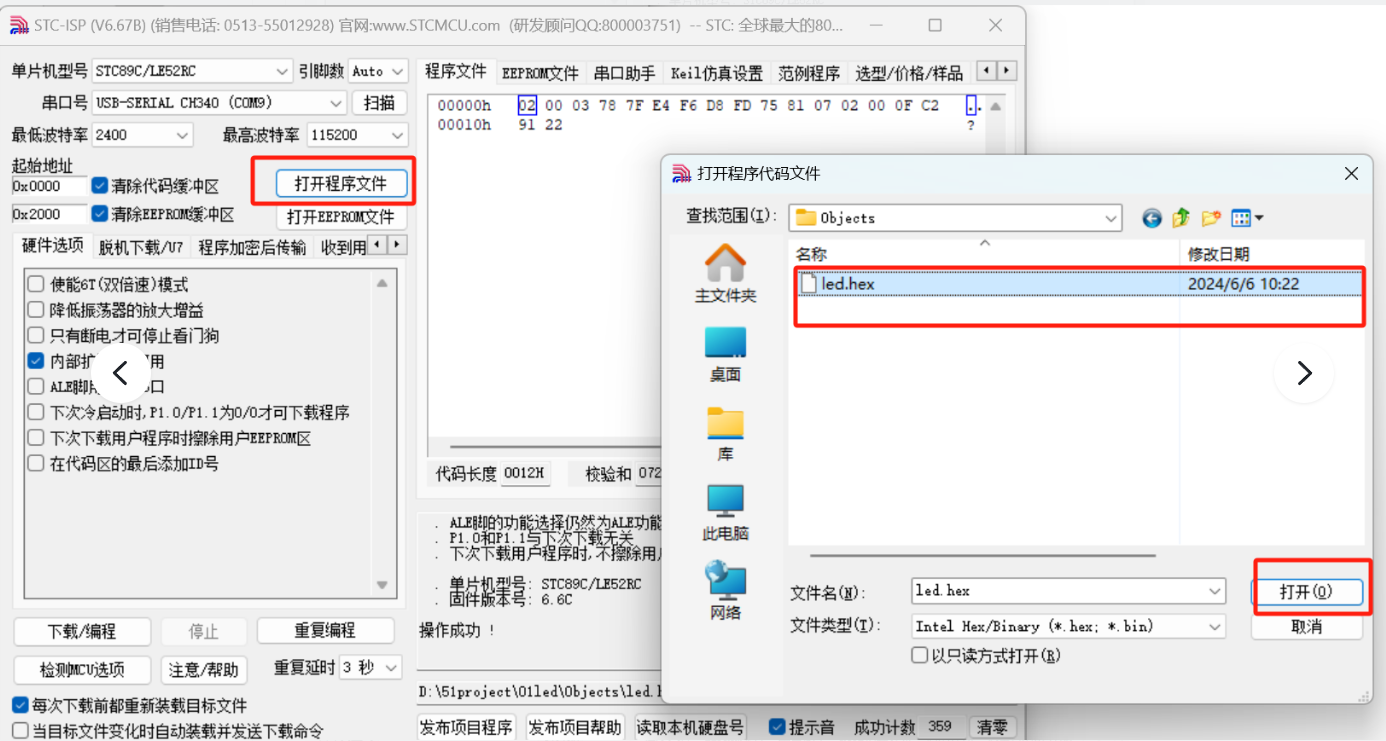 STC-ISP (V6.67B) (销售电话: 0513-55012928) 官网:www.STCMCU.com (研发顾问QQ:800003751) -- STC: 全球最大的80...
单片机型号 STC89C/LE52RC 引脚数 Auto
串口号 USB-SERIAL CH340 (COM9) 扫描
最低波特率 2400 最高波特率 115200
起始地址
0x0000 清除代码缓冲区 打开程序文件
0x2000 清除EEPROM缓冲区 打开EEPROM文件
硬件选项 脱机下载/U7 程序加密后传输 收到用
使能6T(双倍速)模式
降低振荡器的放大增益
只有断电才可停止看门狗
内部扩 用
ALE脚 口
下次冷启动时,P1.0/P1.1为0/0才可下载程序
下次下载用户程序时擦除用户EEPROM区
在代码区的最后添加ID号
下载/编程 停止 重复编程
检测MCU选项 注意/帮助 重复延时 3 秒
每次下载前都重新装载目标文件
当目标文件变化时自动装载并发送下载命令
程序文件 EEPROM文件 串口助手 Keil仿真设置 范例程序 选型/价格/样品
00000h 02 00 03 78 7F E4 F6 D8 FD 75 81 07 02 00 0F C2 ..
00010h 91 22 ?
代码长度 0012H 校验和 072
. ALE脚的功能选择仍然为ALE功能
. P1.0和P1.1与下次下载无关
. 下次下载用户程序时,不擦除用
. 单片机型号: STC89C/LE52RC
. 固件版本号: 6.6C
操作成功 !
D:\51project\01led\Objects\led.h
发布项目程序 发布项目帮助 读取本机硬盘号 提示音 成功计数 359 清零
打开程序代码文件
查找范围(I): Objects
主文件夹
桌面
库
此电脑
网络
名称 修改日期
led.hex 2024/6/6 10:22
文件名(N): led.hex 打开(O)
文件类型(T): Intel Hex/Binary (*.hex; *.bin) 取消
以只读方式打开(R)